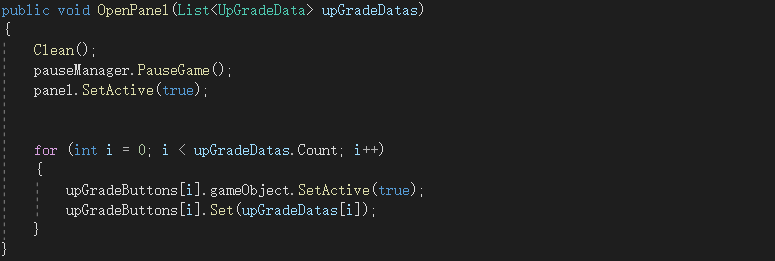 public void OpenPanel(List<UpGradeData> upGradeDatas)
{
Clean();
pauseManager.PauseGame();
panel.SetActive(true);
for (int i = 0; i < upGradeDatas.Count; i++)
{
upGradeButtons[i].gameObject.SetActive(true);
upGradeButtons[i].Set(upGradeDatas[i]);
}
}